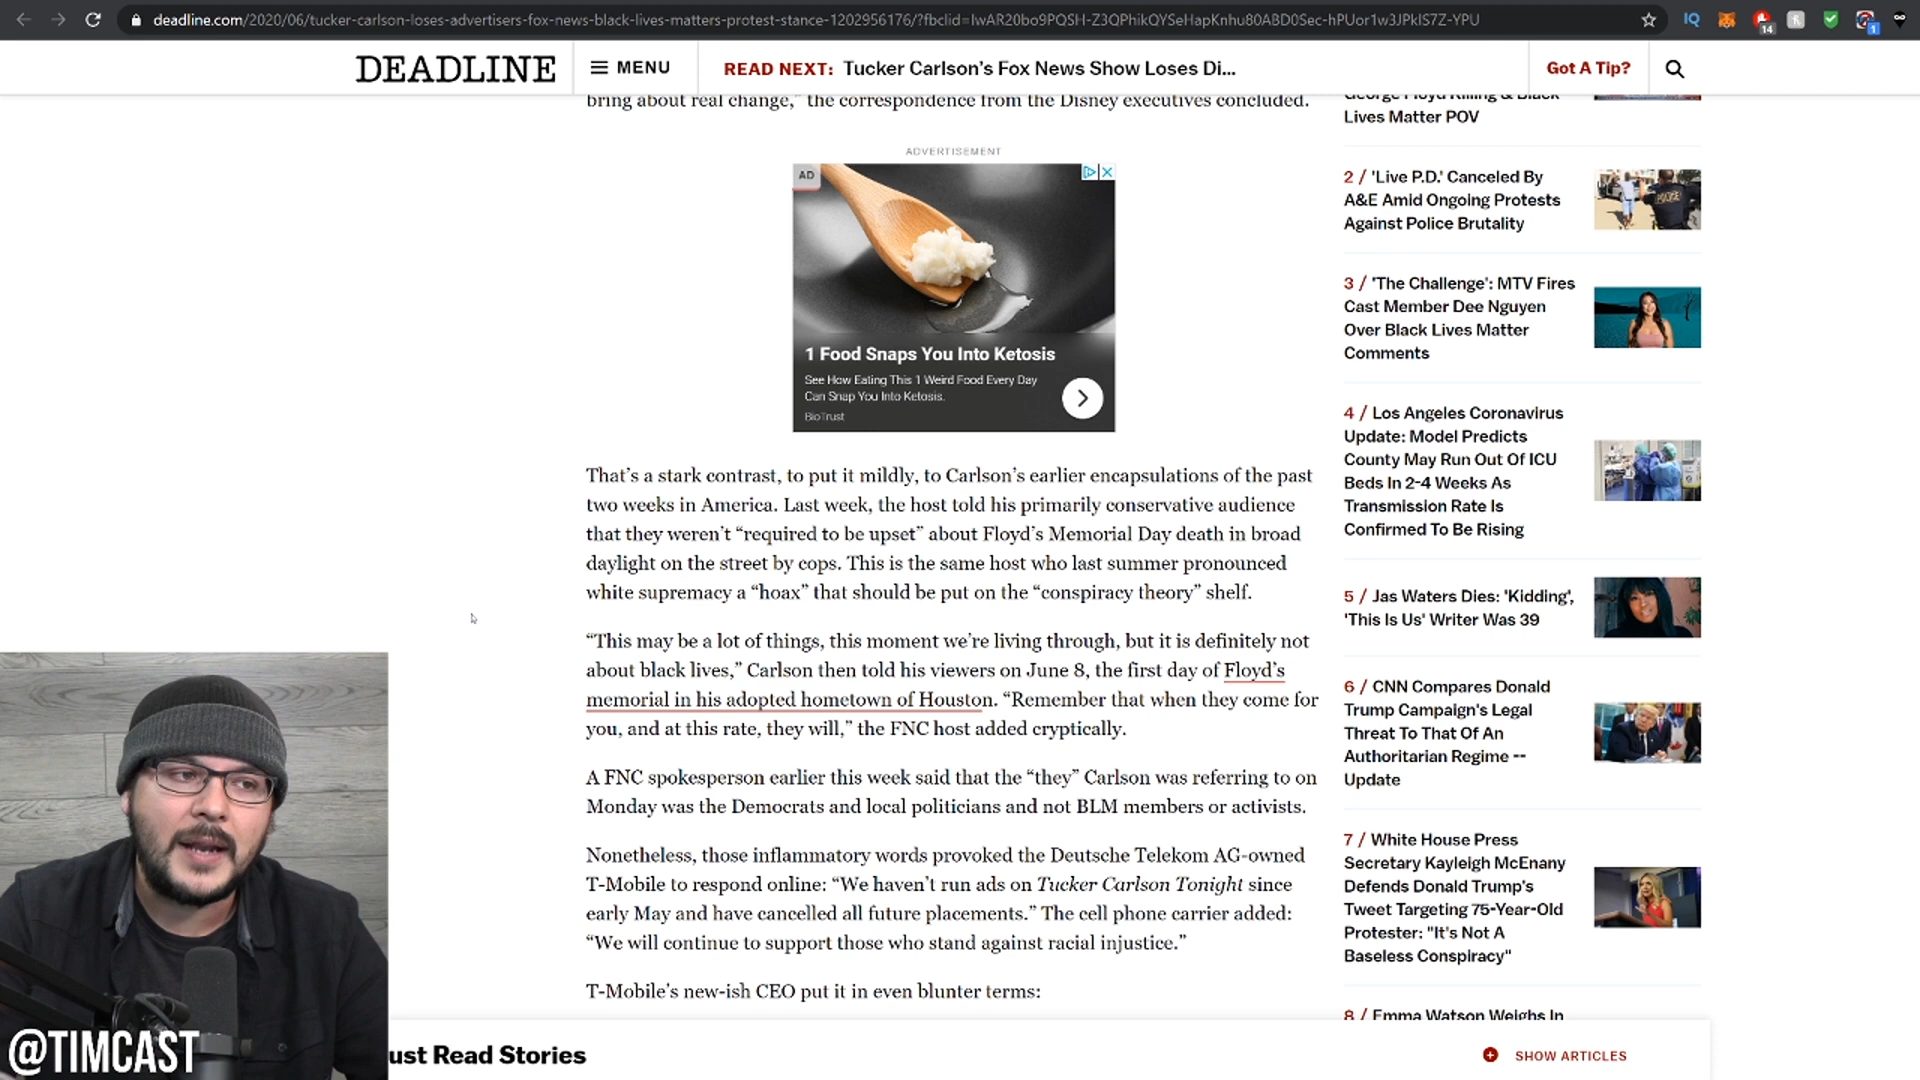 deadline.com/2020/06/tucker-carlson-loses-advertisers-fox-news-black-lives-matters-protest-stance-1202956176/?fbclid=IwAR20bo9PQSH-Z3QPhikQYSeHapKnhu80ABD0Sec-hPUor1w3JPkIS7Z-YPU
IQ
14
1
DEADLINE
MENU
READ NEXT: Tucker Carlson's Fox News Show Loses Di...
Got A Tip?
bring about real change," the correspondence from the Disney executives concluded.
ADVERTISEMENT
AD
1 Food Snaps You Into Ketosis
See How Eating This 1 Weird Food Every Day
Can Snap You Into Ketosis.
BioTrust
That's a stark contrast, to put it mildly, to Carlson's earlier encapsulations of the past
two weeks in America. Last week, the host told his primarily conservative audience
that they weren't "required to be upset" about Floyd's Memorial Day death in broad
daylight on the street by cops. This is the same host who last summer pronounced
white supremacy a "hoax" that should be put on the "conspiracy theory" shelf.
"This may be a lot of things, this moment we're living through, but it is definitely not
about black lives," Carlson then told his viewers on June 8, the first day of Floyd's
memorial in his adopted hometown of Houston. "Remember that when they come for
you, and at this rate, they will," the FNC host added cryptically.
A FNC spokesperson earlier this week said that the "they" Carlson was referring to on
Monday was the Democrats and local politicians and not BLM members or activists.
Nonetheless, those inflammatory words provoked the Deutsche Telekom AG-owned
T-Mobile to respond online: "We haven't run ads on Tucker Carlson Tonight since
early May and have cancelled all future placements." The cell phone carrier added:
"We will continue to support those who stand against racial injustice."
T-Mobile's new-ish CEO put it in even blunter terms:
George Floyd Killing & Black
Lives Matter POV
2 / 'Live P.D.' Canceled By
A&E Amid Ongoing Protests
Against Police Brutality
3 / 'The Challenge': MTV Fires
Cast Member Dee Nguyen
Over Black Lives Matter
Comments
4 / Los Angeles Coronavirus
Update: Model Predicts
County May Run Out Of ICU
Beds In 2-4 Weeks As
Transmission Rate Is
Confirmed To Be Rising
5 / Jas Waters Dies: 'Kidding',
'This Is Us' Writer Was 39
6 / CNN Compares Donald
Trump Campaign's Legal
Threat To That Of An
Authoritarian Regime --
Update
7 / White House Press
Secretary Kayleigh McEnany
Defends Donald Trump's
Tweet Targeting 75-Year-Old
Protester: "It's Not A
Baseless Conspiracy"
8 / Emma Watson Weighs In
@TIMCAST
ust Read Stories
SHOW ARTICLES